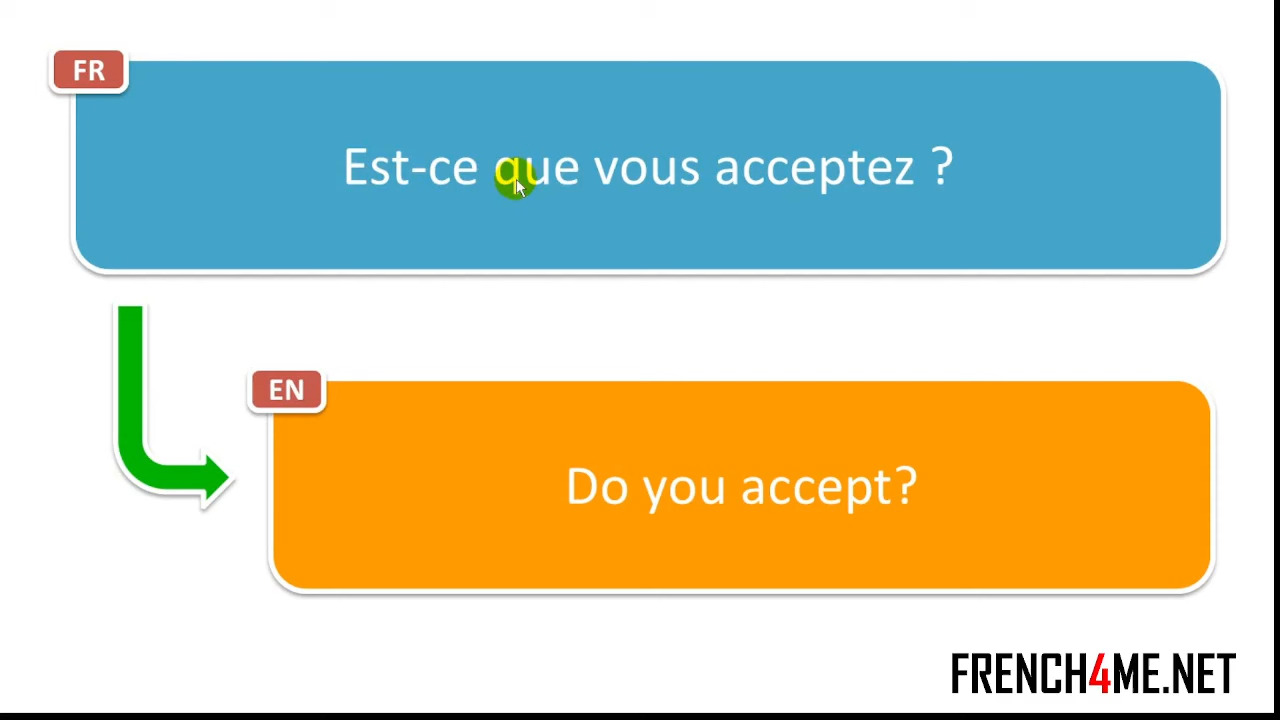 FR
Est-ce que vous acceptez ?
EN
Do you accept?
FRENCH4ME.NET